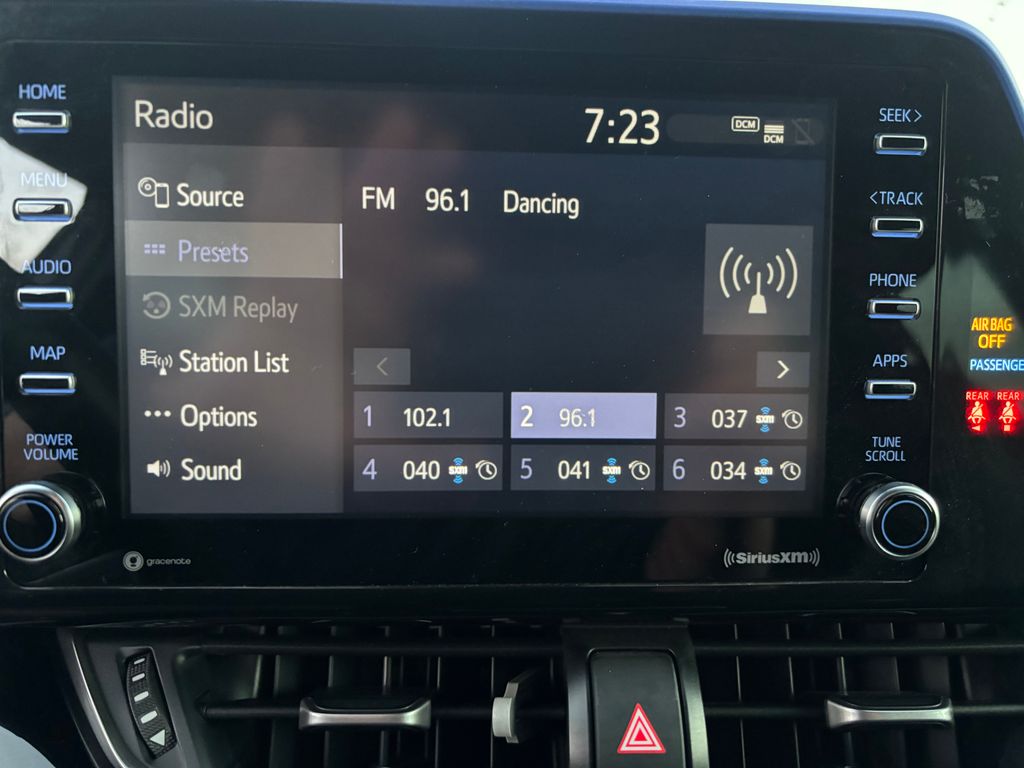 HOME
MENU
AUDIO
MAP
POWER
VOLUME
Radio
7:23
DCM
DCM
Source
Presets
SXM Replay
Station List
Options
Sound
FM 96.1 Dancing
<
>
1 102.1
2 96.1
3 037 SXM
4 040 SXM
5 041 SXM
6 034 SXM
gracenote
((SiriusXM))
SEEK >
< TRACK
PHONE
APPS
TUNE
SCROLL
AIR BAG
OFF
PASSENGE
REAR REAR